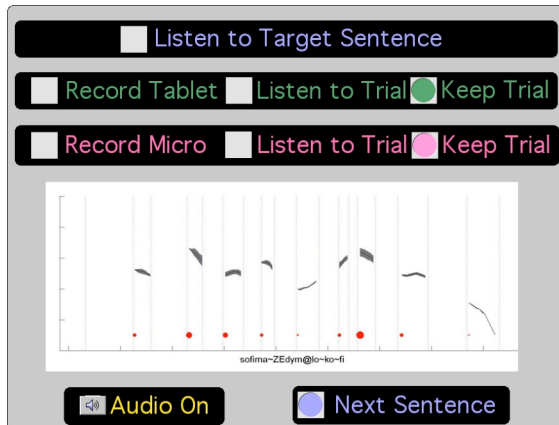 Listen to Target Sentence
Record Tablet Listen to Trial Keep Trial
Record Micro Listen to Trial Keep Trial
sofima~ZEdym@lo~ko~fi
Audio On Next Sentence